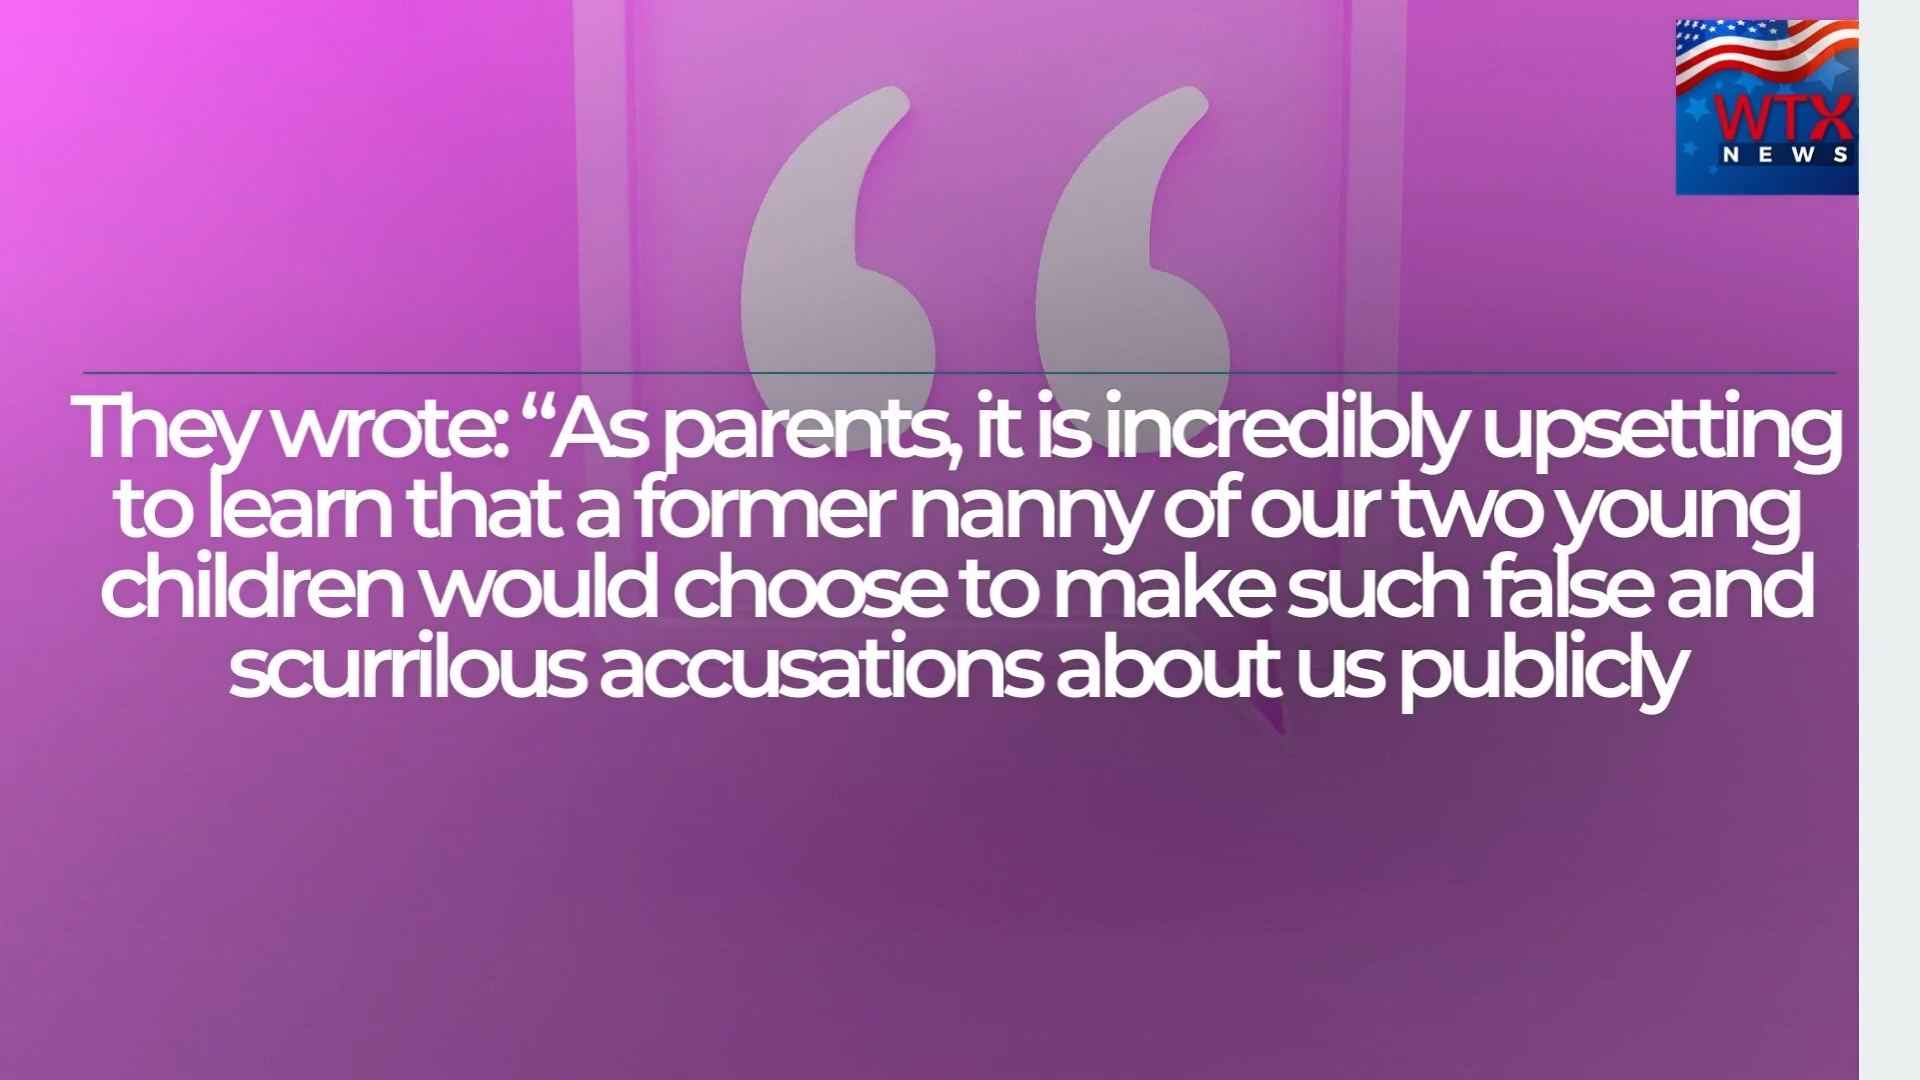 WTX
NEWS
They wrote: “As parents, it is incredibly upsetting
to learn that a former nanny of our two young
children would choose to make such false and
scurrilous accusations about us publicly